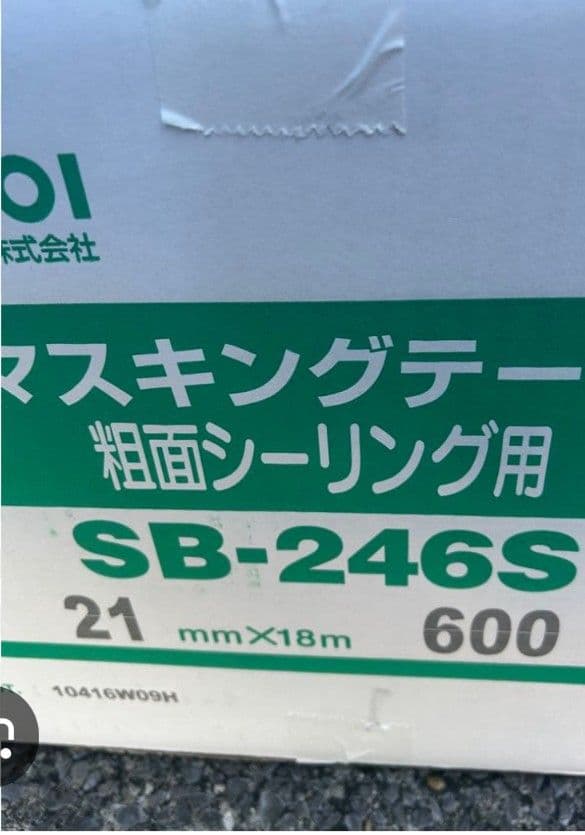 OI
株式会社
マスキングテー
粗面シーリング用
SB-246S
21 mm×18m 600
T. 10416W09H